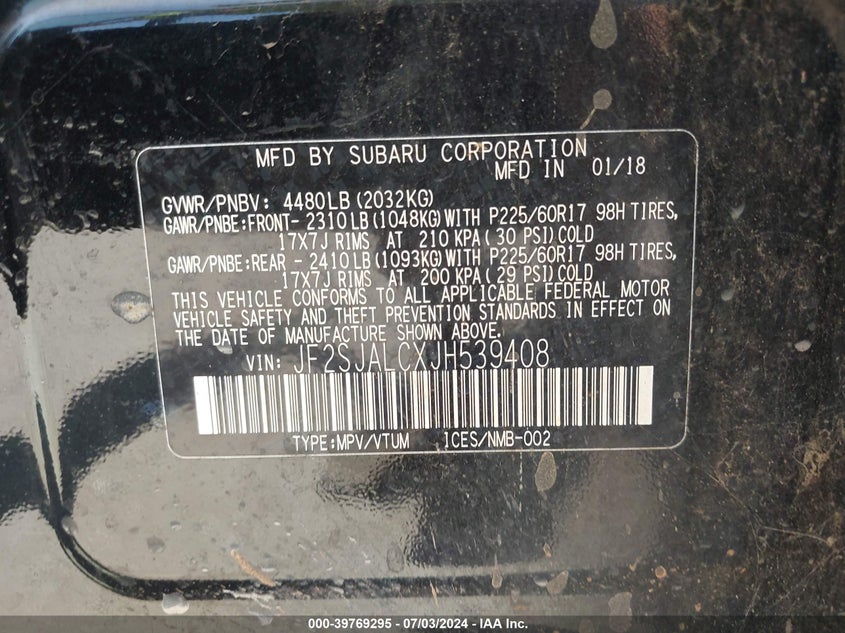 MFD BY SUBARU CORPORATION
MFD IN 01/18
GVWR/PNBV: 4480LB(2032KG)
GAWR/PNBE:FRONT- 2310LB(1048KG)WITH P225/60R17 98H TIRES,
17X7J RIMS AT 210 KPA(30 PSI)COLD
GAWR/PNBE:REAR - 2410LB(1093KG)WITH P225/60R17 98H TIRES,
17X7J RIMS AT 200 KPA(29 PSI)COLD
THIS VEHICLE CONFORMS TO ALL APPLICABLE FEDERAL MOTOR
VEHICLE SAFETY AND THEFT PREVENTION STANDARDS IN EFFECT ON
THE DATE OF MANUFACTURE SHOWN ABOVE.
VIN: JF2SJALCXJH539408
TYPE:MPV/VTUM ICES/NMB-002
000-39769295 - 07/03/2024 - IAA Inc.